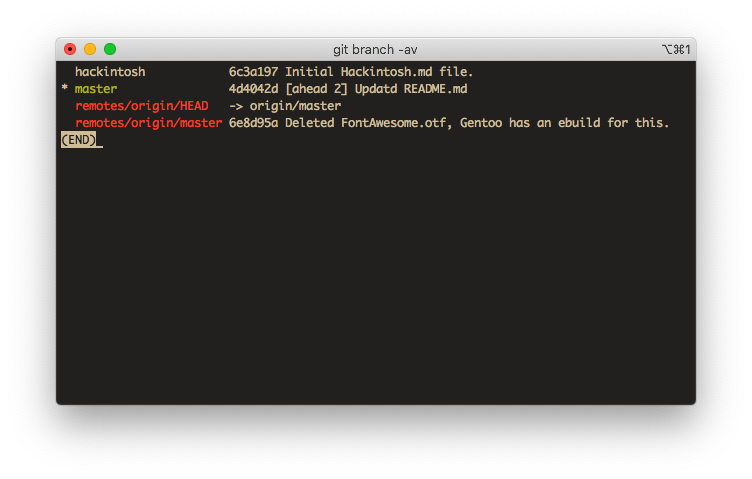 git branch -av
⌥⌘1
  hackintosh            6c3a197 Initial Hackintosh.md file.
* master                4d4042d [ahead 2] Updatd README.md
  remotes/origin/HEAD   -> origin/master
  remotes/origin/master 6e8d95a Deleted FontAwesome.otf, Gentoo has an ebuild for this.
(END)